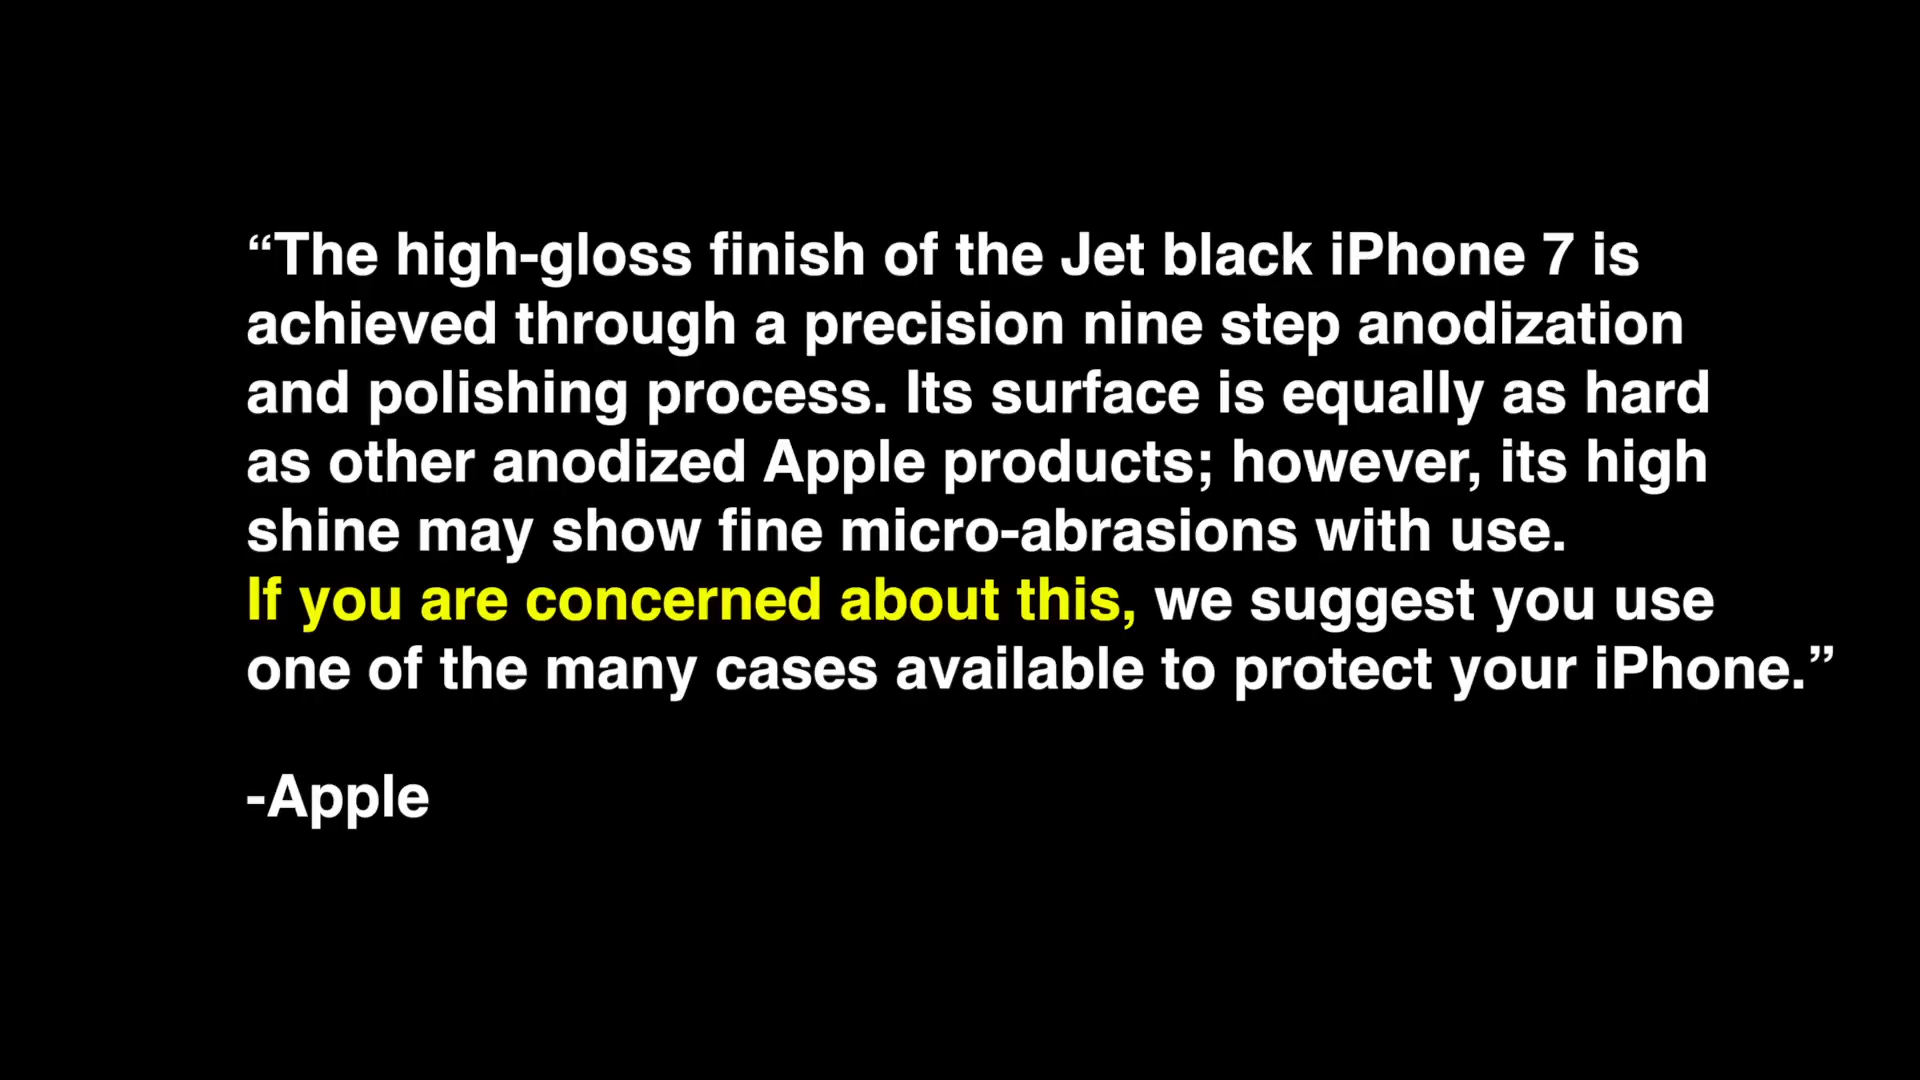 “The high-gloss finish of the Jet black iPhone 7 is
achieved through a precision nine step anodization
and polishing process. Its surface is equally as hard
as other anodized Apple products; however, its high
shine may show fine micro-abrasions with use.
If you are concerned about this, we suggest you use
one of the many cases available to protect your iPhone.”
-Apple